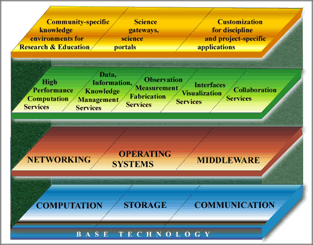 Community-specific
knowledge
environments for
Research & Education
Science
gateways,
science
portals
Customization
for discipline
and project-specific
applications
High
Performance
Computation
Services
Data,
Information,
Knowledge
Management
Services
Observation
Measurement
Fabrication
Services
Interfaces
Visualization
Services
Collaboration
Services
NETWORKING
OPERATING
SYSTEMS
MIDDLEWARE
COMPUTATION
STORAGE
COMMUNICATION
BASE TECHNOLOGY